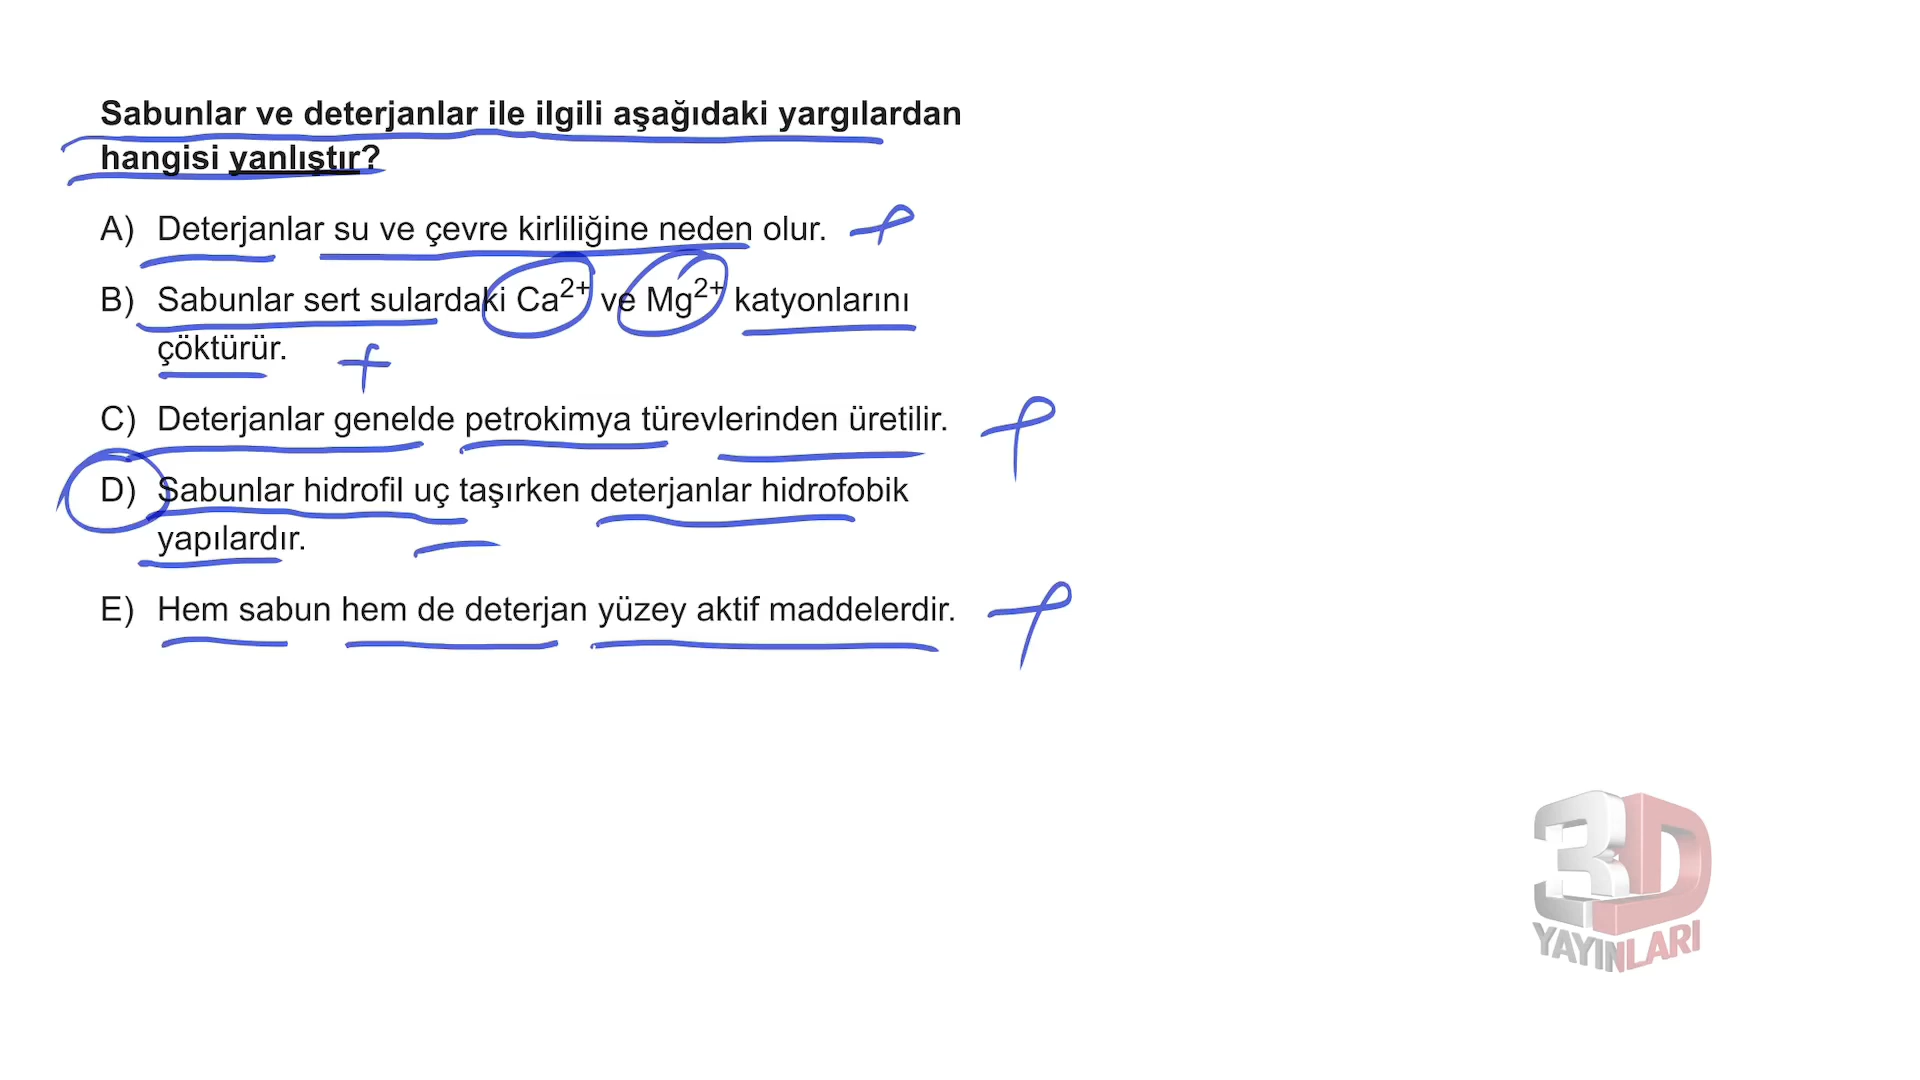 Sabunlar ve deterjanlar ile ilgili aşağıdaki yargılardan
hangisi yanlıştır?
A) Deterjanlar su ve çevre kirliliğine neden olur.
B) Sabunlar sert sulardaki Ca²⁺ ve Mg²⁺ katyonlarını
çöktürür.
C) Deterjanlar genelde petrokimya türevlerinden üretilir.
D) Sabunlar hidrofil uç taşırken deterjanlar hidrofobik
yapılardır.
E) Hem sabun hem de deterjan yüzey aktif maddelerdir.
3D
YAYINLARI